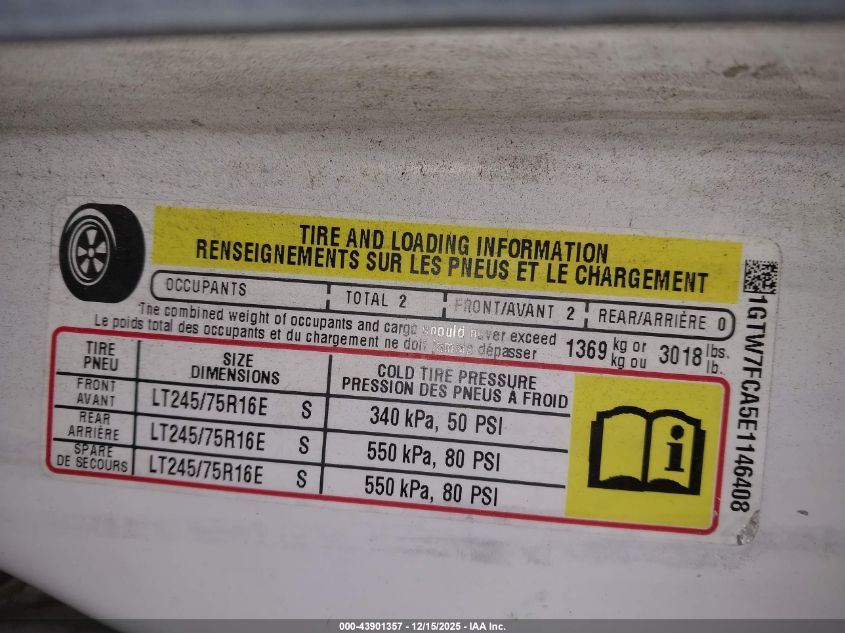 TIRE AND LOADING INFORMATION
RENSEIGNEMENTS SUR LES PNEUS ET LE CHARGEMENT
OCCUPANTS TOTAL 2 FRONT/AVANT 2 REAR/ARRIÈRE 0
The combined weight of occupants and cargo should never exceed 1369 kg or 3018 lbs.
Le poids total des occupants et du chargement ne doit jamais dépasser kg ou lb.
TIRE SIZE COLD TIRE PRESSURE
PNEU DIMENSIONS PRESSION DES PNEUS À FROID
FRONT
AVANT LT245/75R16E S 340 kPa, 50 PSI
REAR
ARRIÈRE LT245/75R16E S 550 kPa, 80 PSI
SPARE
DE SECOURS LT245/75R16E S 550 kPa, 80 PSI
1GTW7FCA5E1146408
000-43901357 - 12/15/2025 - IAA Inc.